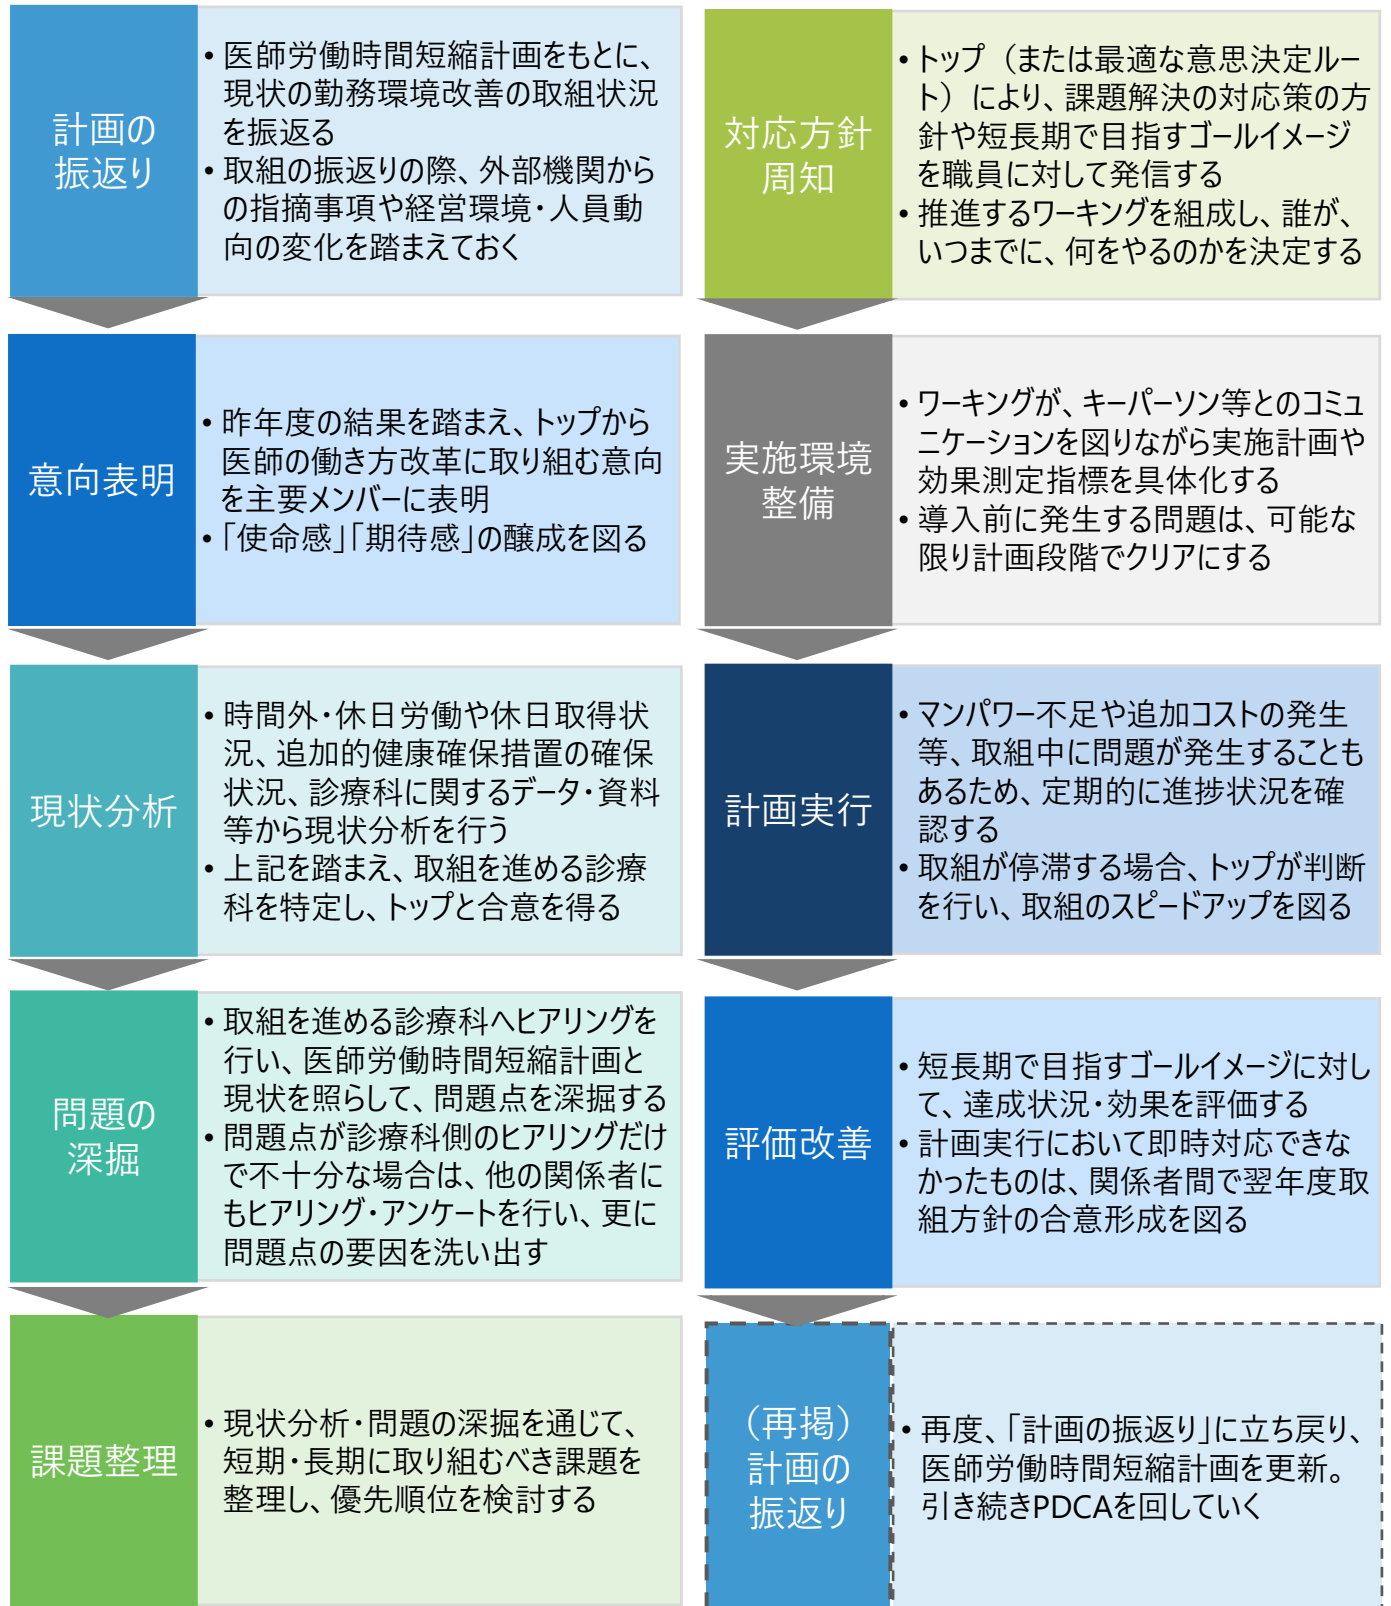 計画の
振返り
• 医師労働時間短縮計画をもとに、
現状の勤務環境改善の取組状況
を振返る
• 取組の振返りの際、外部機関から
の指摘事項や経営環境・人員動
向の変化を踏まえておく
意向表明
• 昨年度の結果を踏まえ、トップから
医師の働き方改革に取り組む意向
を主要メンバーに表明
• 「使命感」「期待感」の醸成を図る
現状分析
• 時間外・休日労働や休日取得状
況、追加的健康確保措置の確保
状況、診療科に関するデータ・資料
等から現状分析を行う
• 上記を踏まえ、取組を進める診療
科を特定し、トップと合意を得る
問題の
深掘
• 取組を進める診療科へヒアリングを
行い、医師労働時間短縮計画と
現状を照らして、問題点を深掘する
• 問題点が診療科側のヒアリングだけ
で不十分な場合は、他の関係者に
もヒアリング・アンケートを行い、更に
問題点の要因を洗い出す
課題整理
• 現状分析・問題の深掘を通じて、
短期・長期に取り組むべき課題を
整理し、優先順位を検討する
対応方針
周知
• トップ（または最適な意思決定ルー
ト）により、課題解決の対応策の方
針や短長期で目指すゴールイメージ
を職員に対して発信する
• 推進するワーキングを組成し、誰が、
いつまでに、何をやるのかを決定する
実施環境
整備
• ワーキングが、キーパーソン等とのコミュ
ニケーションを図りながら実施計画や
効果測定指標を具体化する
• 導入前に発生する問題は、可能な
限り計画段階でクリアにする
計画実行
• マンパワー不足や追加コストの発生
等、取組中に問題が発生することも
あるため、定期的に進捗状況を確
認する
• 取組が停滞する場合、トップが判断
を行い、取組のスピードアップを図る
評価改善
• 短長期で目指すゴールイメージに対し
て、達成状況・効果を評価する
• 計画実行において即時対応できな
かったものは、関係者間で翌年度取
組方針の合意形成を図る
（再掲）
計画の
振返り
• 再度、「計画の振返り」に立ち戻り、
医師労働時間短縮計画を更新。
引き続きPDCAを回していく